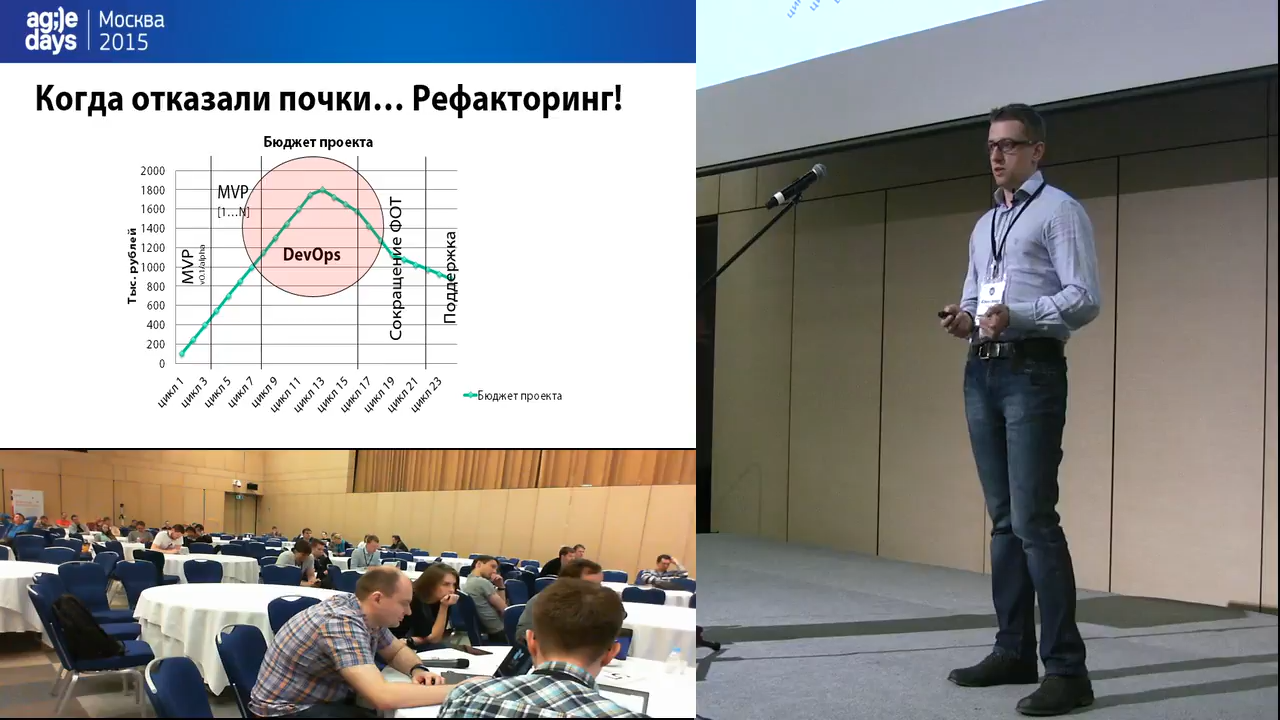 ag;)e
days
Москва
2015
Когда отказали почки... Рефакторинг!
Бюджет проекта
Тыс. рублей
2000
1800
1600
1400
1200
1000
800
600
400
200
0
MVP
v0.1/alpha
MVP
[1...N]
DevOps
Сокращение ФОТ
Поддержка
цикл 1
цикл 3
цикл 5
цикл 7
цикл 9
цикл 11
цикл 13
цикл 15
цикл 17
цикл 19
цикл 21
цикл 23
Бюджет проекта